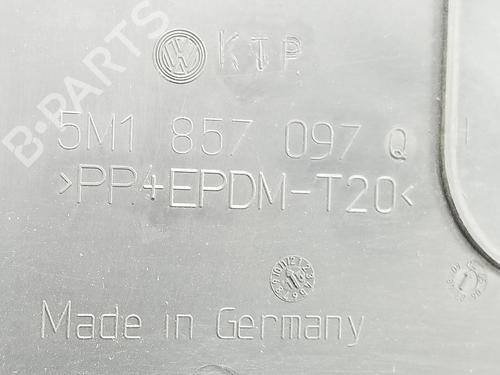 KTP
5M1 857 097 Q
>PP+EPDM-T20<
Made in Germany
B-PARTS